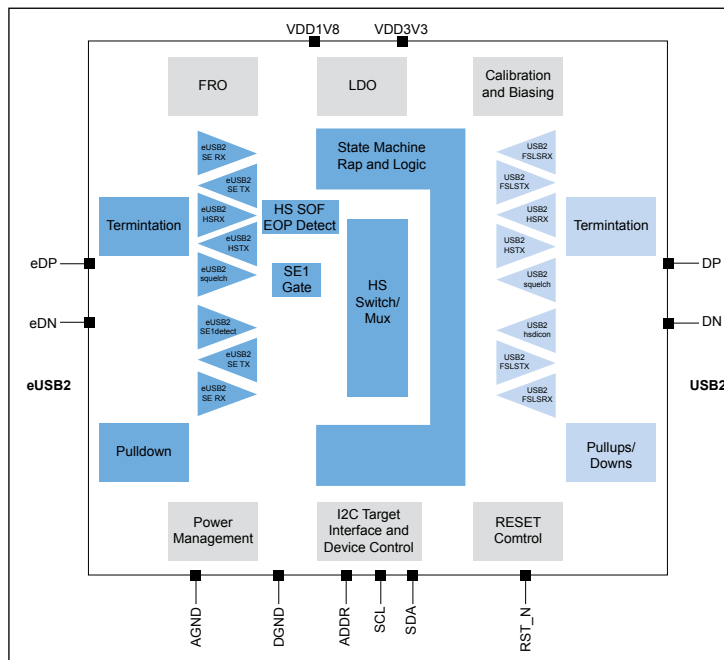 VDD1V8
VDD3V3
FRO
LDO
Calibration
and Biasing
eUSB2
SE RX
eUSB2
SE TX
eUSB2
HSRX
eUSB2
HSTX
eUSB2
squelch
eUSB2
SE1detect
eUSB2
SE TX
eUSB2
SE RX
Termintation
HS SOF
EOP Detect
SE1
Gate
State Machine
Rap and Logic
HS
Switch/
Mux
USB2
FSLSRX
USB2
FSLSTX
USB2
HSRX
USB2
HSTX
USB2
squelch
USB2
hsdicon
USB2
FSLSTX
USB2
FSLSRX
Termintation
eDP
eDN
eUSB2
DP
DN
USB2
Pulldown
Pullups/
Downs
Power
Management
I2C Target
Interface and
Device Control
RESET
Comtrol
AGND
DGND
ADDR
SCL
SDA
RST_N